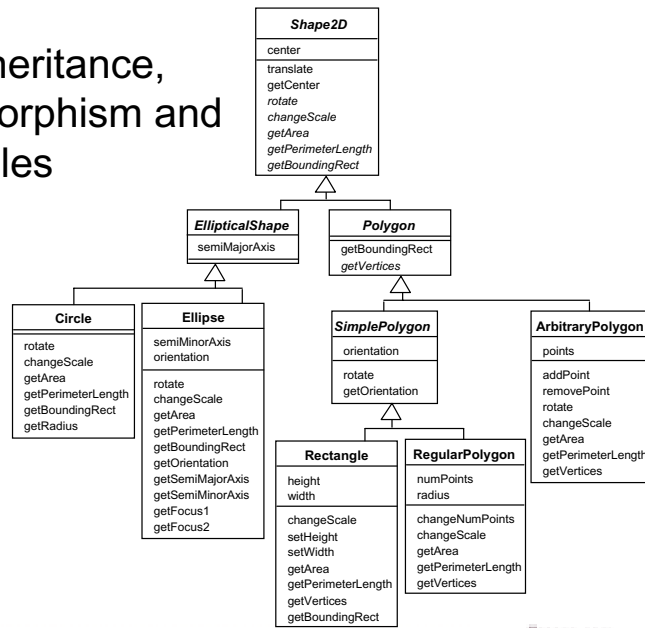 heritance,
orphism and
les
Shape2D
center
translate
getCenter
rotate
changeScale
getArea
getPerimeterLength
getBoundingRect
EllipticalShape
semiMajorAxis
Polygon
getBoundingRect
getVertices
Circle
rotate
changeScale
getArea
getPerimeterLength
getBoundingRect
getRadius
Ellipse
semiMinorAxis
orientation
rotate
changeScale
getArea
getPerimeterLength
getBoundingRect
getOrientation
getSemiMajorAxis
getSemiMinorAxis
getFocus1
getFocus2
SimplePolygon
orientation
rotate
getOrientation
ArbitraryPolygon
points
addPoint
removePoint
rotate
changeScale
getArea
getPerimeterLength
getVertices
Rectangle
height
width
changeScale
setHeight
setWidth
getArea
getPerimeterLength
getVertices
getBoundingRect
RegularPolygon
numPoints
radius
changeNumPoints
changeScale
getArea
getPerimeterLength
getVertices